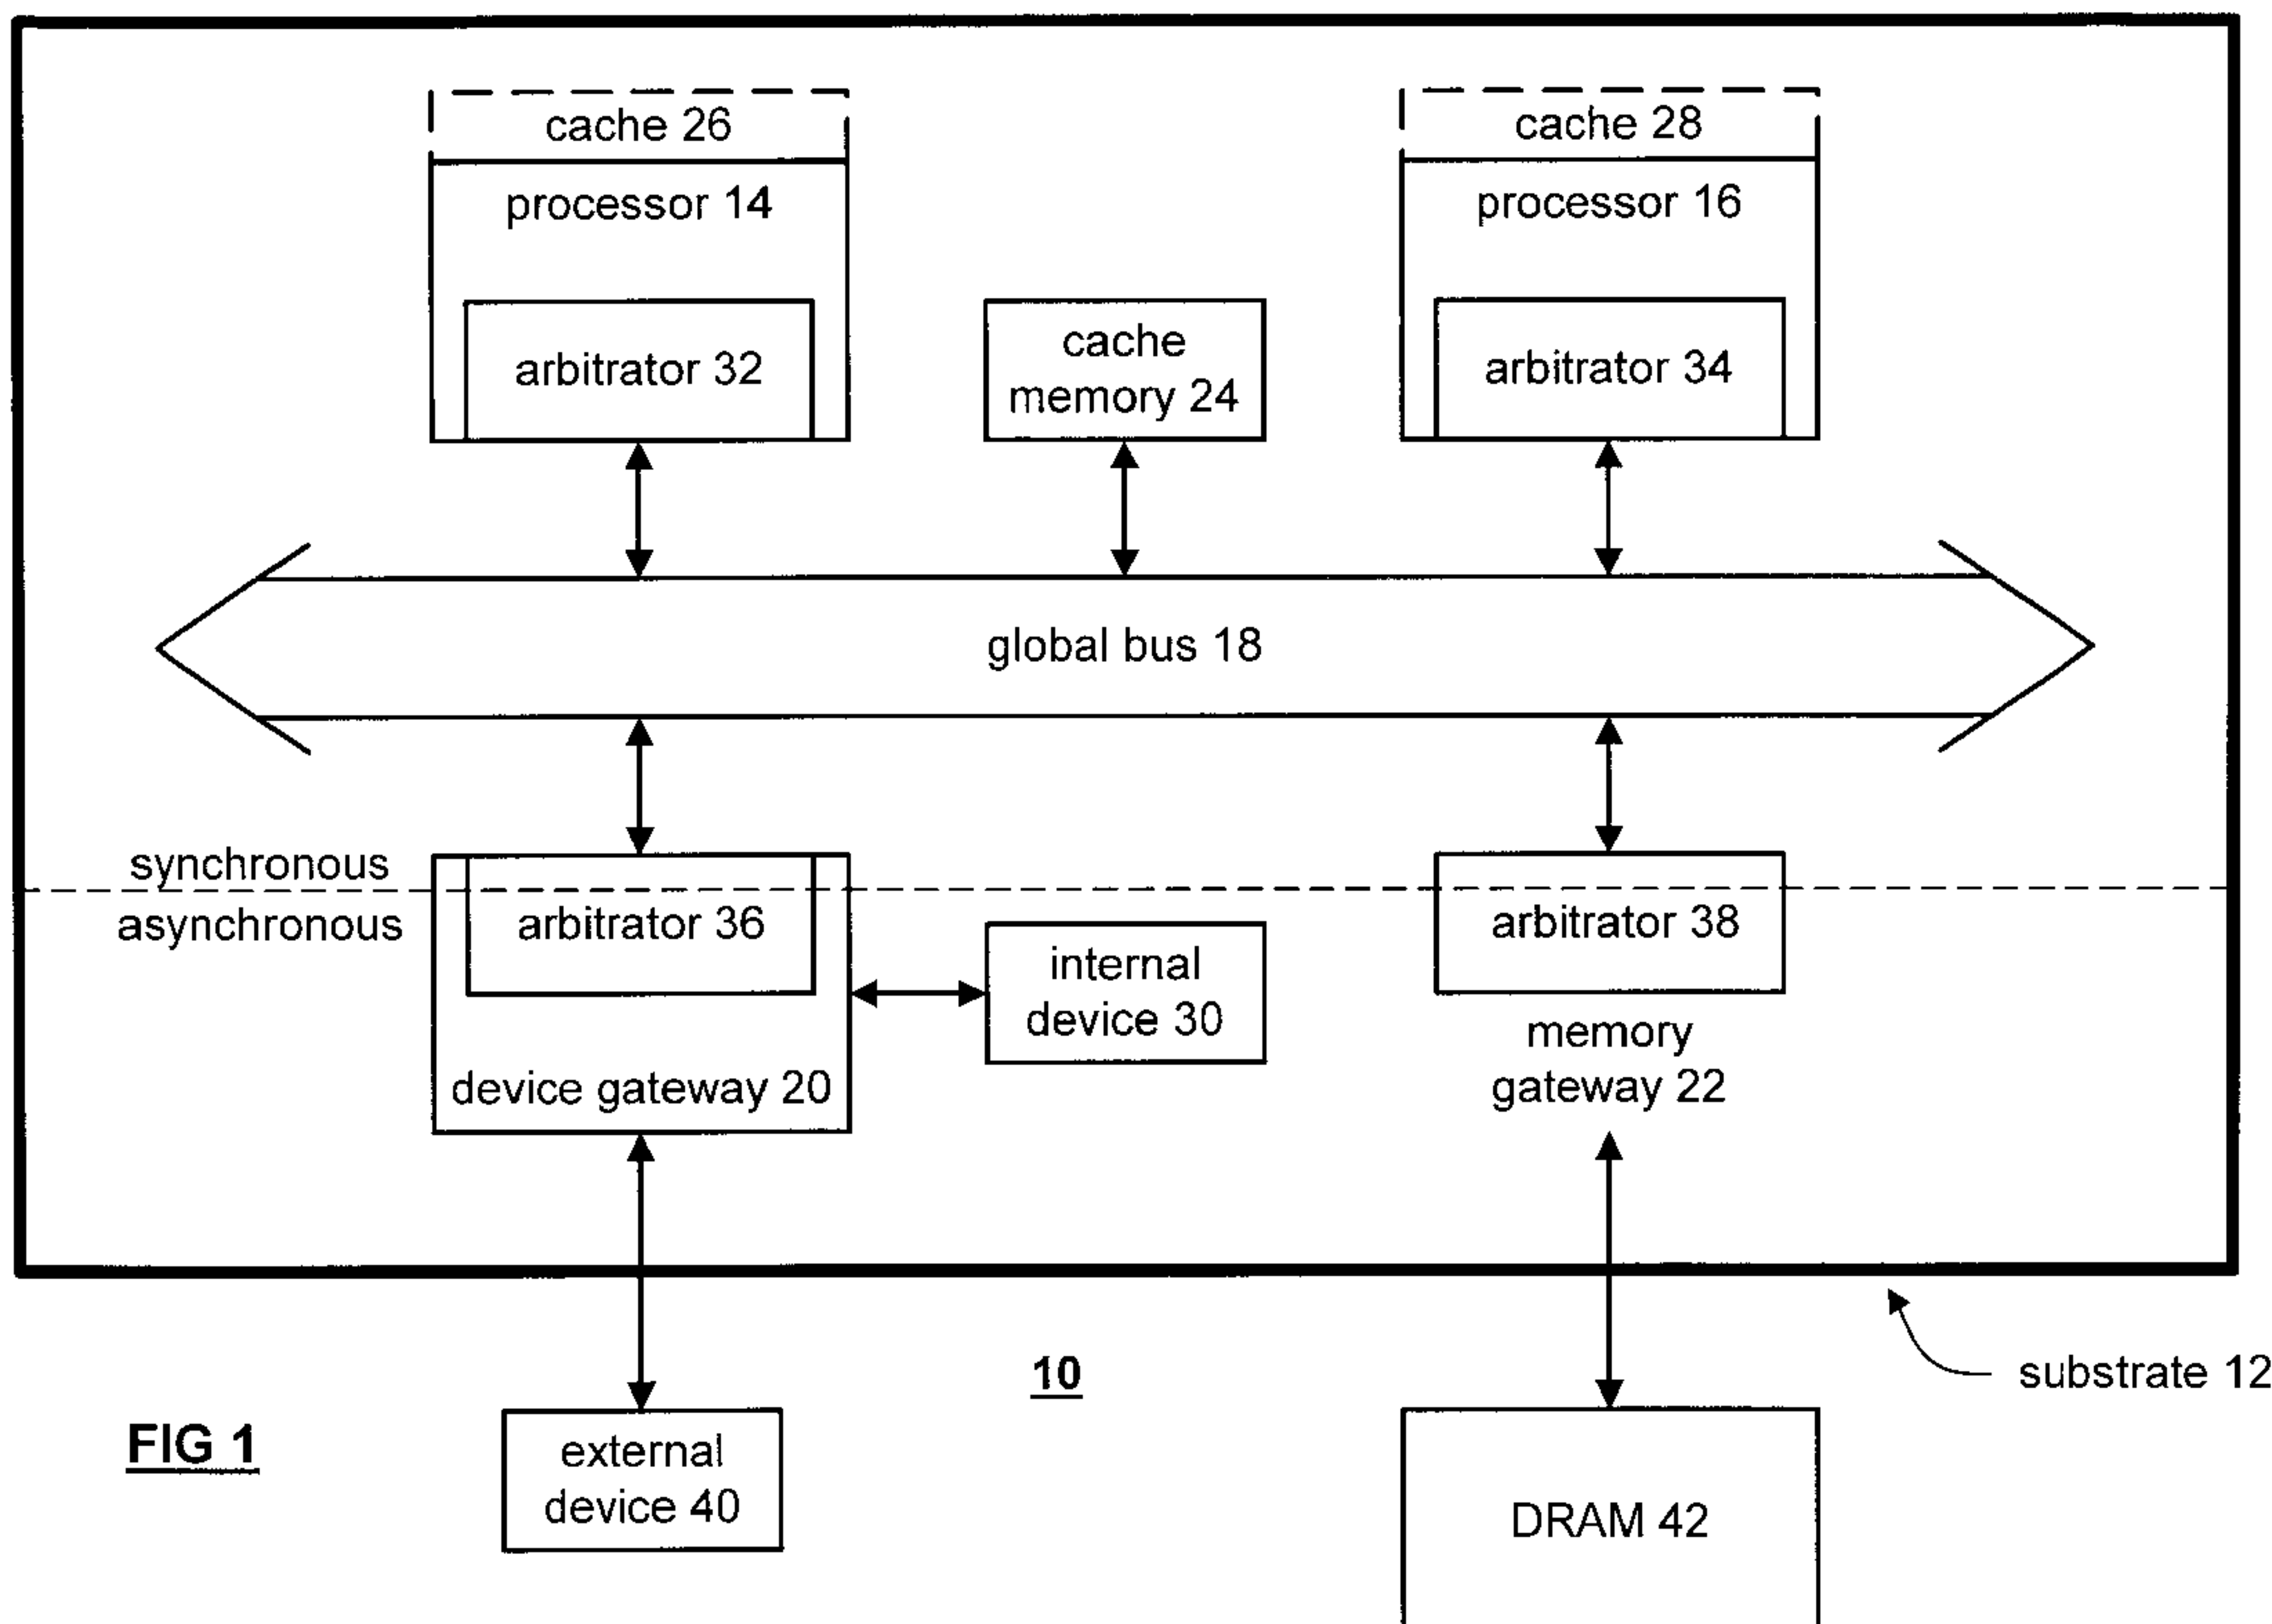 cache 26
cache 28
processor 14
processor 16
arbitrator 32
cache
memory 24
arbitrator 34
global bus 18
synchronous
asynchronous
arbitrator 36
internal
device 30
arbitrator 38
device gateway 20
memory
gateway 22
10
substrate 12
FIG 1
external
device 40
DRAM 42